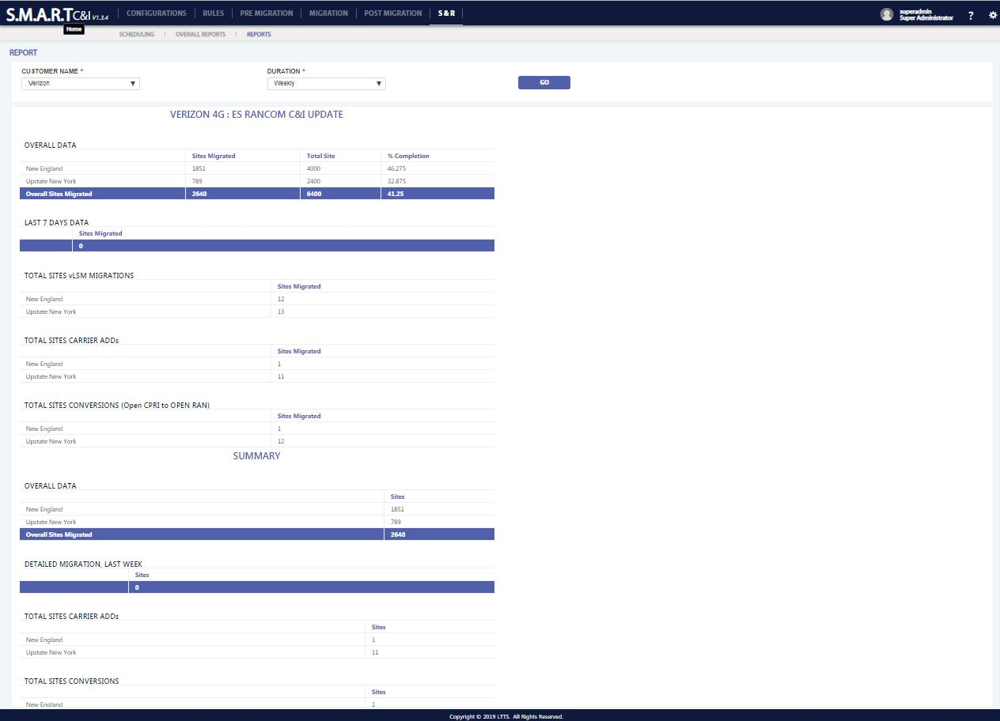 S.M.A.R.T C&I V1.3.4 CONFIGURATIONS RULES PRE MIGRATION MIGRATION POST MIGRATION S & R superadmin Super Administrator ?
Home
SCHEDULING OVERALL REPORTS REPORTS
REPORT
CUSTOMER NAME * DURATION *
Verizon ▼ Weekly ▼ GO
VERIZON 4G : ES RANCOM C&I UPDATE
OVERALL DATA
Sites Migrated Total Site % Completion
New England 1851 4000 46.275
Upstate New York 789 2400 32.875
Overall Sites Migrated 2640 6400 41.25
LAST 7 DAYS DATA
Sites Migrated
0
TOTAL SITES vLSM MIGRATIONS
Sites Migrated
New England 12
Upstate New York 13
TOTAL SITES CARRIER ADDs
Sites Migrated
New England 1
Upstate New York 11
TOTAL SITES CONVERSIONS (Open CPRI to OPEN RAN)
Sites Migrated
New England 1
Upstate New York 12
SUMMARY
OVERALL DATA
Sites
New England 1851
Upstate New York 789
Overall Sites Migrated 2640
DETAILED MIGRATION, LAST WEEK
Sites
0
TOTAL SITES CARRIER ADDs
Sites
New England 1
Upstate New York 11
TOTAL SITES CONVERSIONS
Sites
New England 1
Copyright © 2019 LTTS. All Rights Reserved.